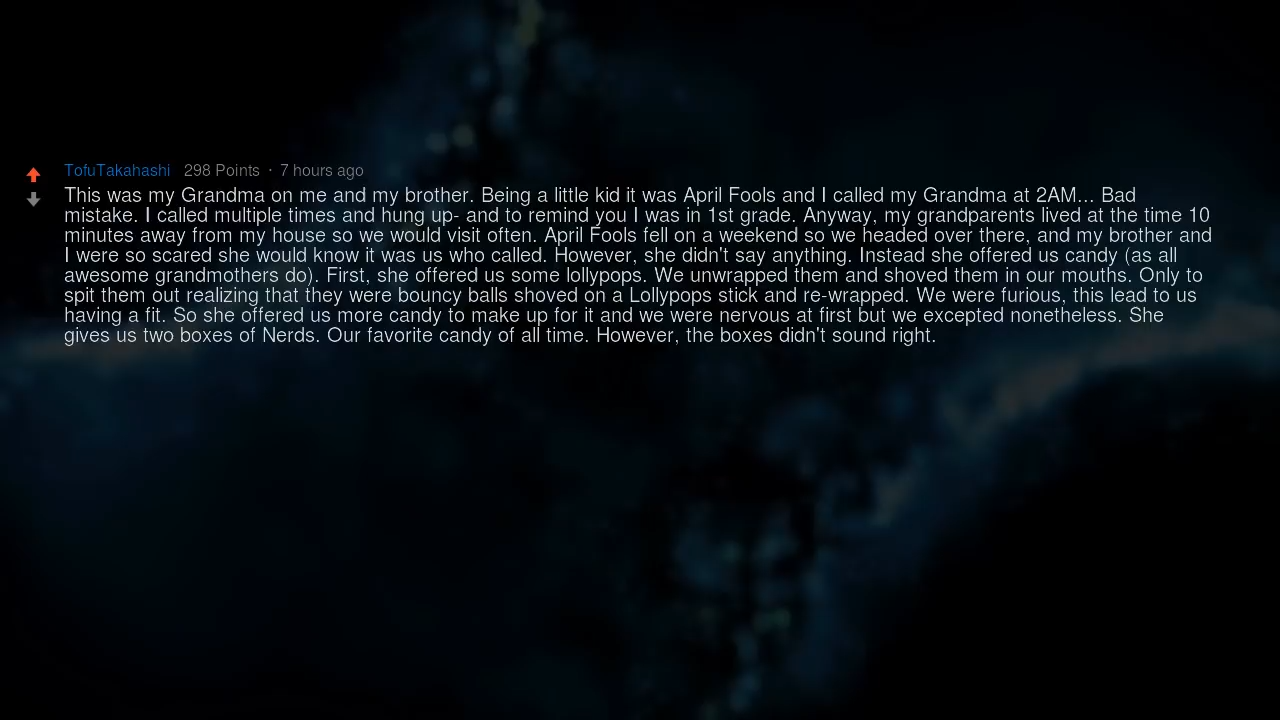 TofuTakahashi 298 Points · 7 hours ago
This was my Grandma on me and my brother. Being a little kid it was April Fools and I called my Grandma at 2AM... Bad
mistake. I called multiple times and hung up- and to remind you I was in 1st grade. Anyway, my grandparents lived at the time 10
minutes away from my house so we would visit often. April Fools fell on a weekend so we headed over there, and my brother and
I were so scared she would know it was us who called. However, she didn't say anything. Instead she offered us candy (as all
awesome grandmothers do). First, she offered us some lollypops. We unwrapped them and shoved them in our mouths. Only to
spit them out realizing that they were bouncy balls shoved on a Lollypops stick and re-wrapped. We were furious, this lead to us
having a fit. So she offered us more candy to make up for it and we were nervous at first but we excepted nonetheless. She
gives us two boxes of Nerds. Our favorite candy of all time. However, the boxes didn't sound right.